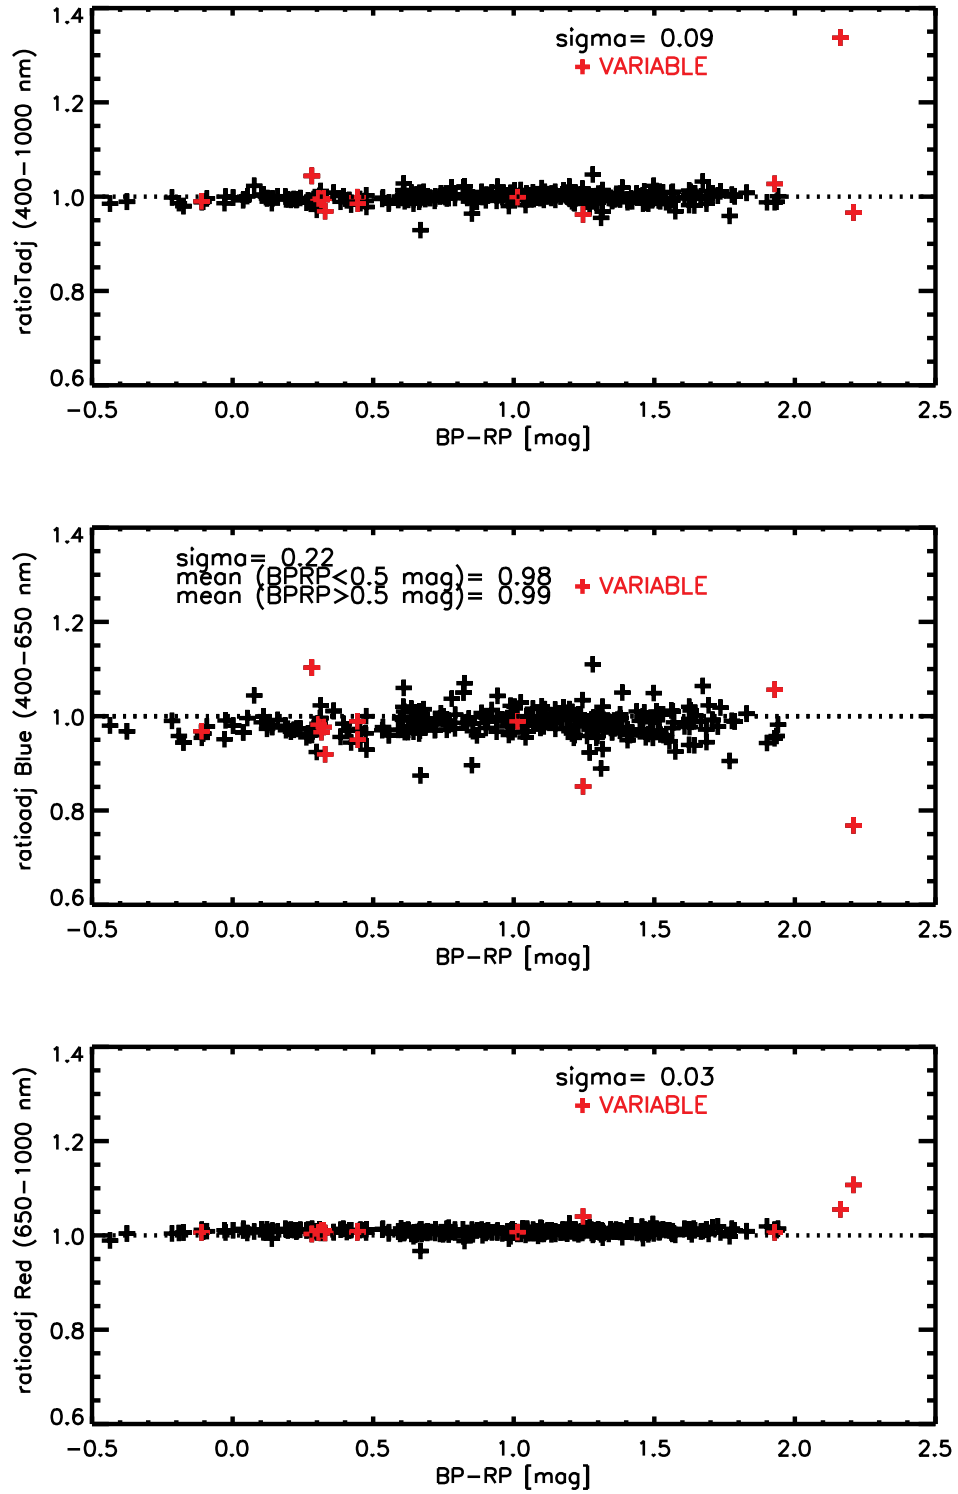 1.4
1.2
1.0
0.8
0.6
ratioTadj (400−1000 nm)
sigma= 0.09
+ VARIABLE
−0.5 0.0 0.5 1.0 1.5 2.0 2.5
BP−RP [mag]
1.4
1.2
1.0
0.8
0.6
ratioadj Blue (400−650 nm)
sigma= 0.22
mean (BPRP<0.5 mag)= 0.98
mean (BPRP>0.5 mag)= 0.99
+ VARIABLE
−0.5 0.0 0.5 1.0 1.5 2.0 2.5
BP−RP [mag]
1.4
1.2
1.0
0.8
0.6
ratioadj Red (650−1000 nm)
sigma= 0.03
+ VARIABLE
−0.5 0.0 0.5 1.0 1.5 2.0 2.5
BP−RP [mag]